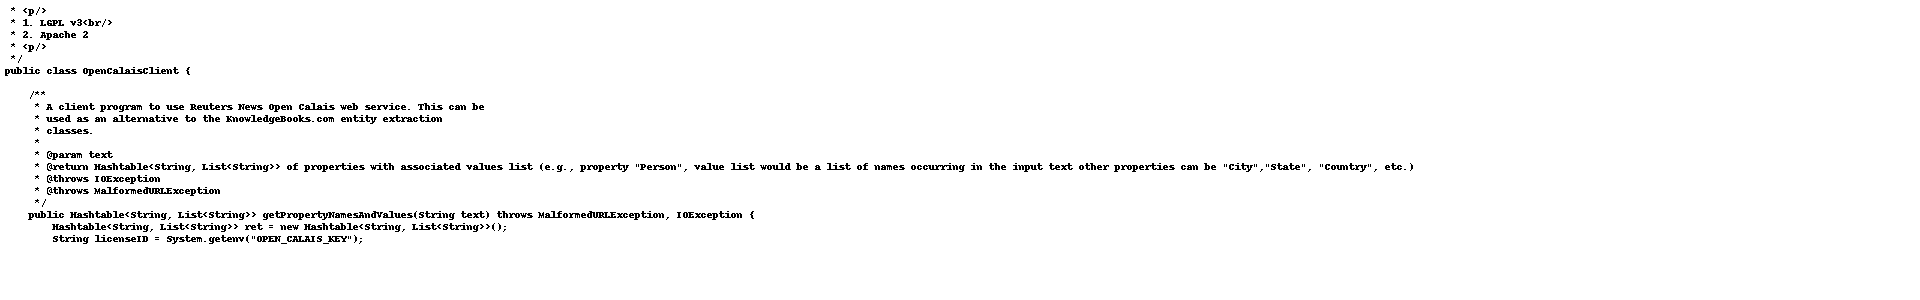 * <p/>
 * 1. LGPL v3<br/>
 * 2. Apache 2
 * <p/>
 */
public class OpenCalaisClient {

    /**
     * A client program to use Reuters News Open Calais web service. This can be
     * used as an alternative to the KnowledgeBooks.com entity extraction
     * classes.
     *
     * @param text
     * @return Hashtable<String, List<String>> of properties with associated values list (e.g., property "Person", value list would be a list of names occurring in the input text other properties can be "City","State", "Country", etc.)
     * @throws IOException
     * @throws MalformedURLException
     */
    public Hashtable<String, List<String>> getPropertyNamesAndValues(String text) throws MalformedURLException, IOException {
        Hashtable<String, List<String>> ret = new Hashtable<String, List<String>>();
        String licenseID = System.getenv("OPEN_CALAIS_KEY");